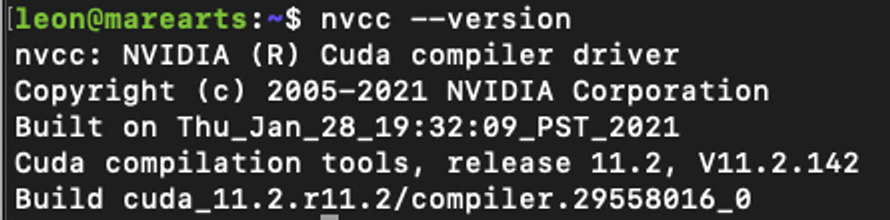 [leon@marearts:~$ nvcc --version
nvcc: NVIDIA (R) Cuda compiler driver
Copyright (c) 2005-2021 NVIDIA Corporation
Built on Thu_Jan_28_19:32:09_PST_2021
Cuda compilation tools, release 11.2, V11.2.142
Build cuda_11.2.r11.2/compiler.29558016_0